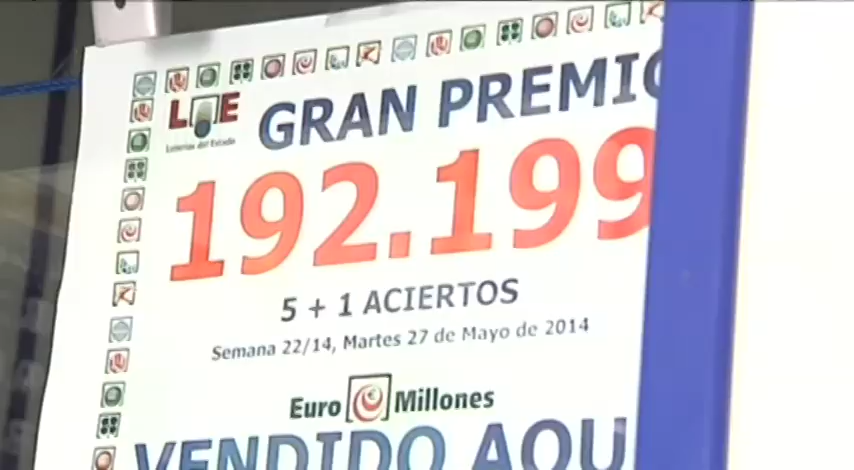 LAE
Loterías del Estado
GRAN PREMIO
192.199
5 + 1 ACIERTOS
Semana 22/14, Martes 27 de Mayo de 2014
Euro Millones
VENDIDO AQU